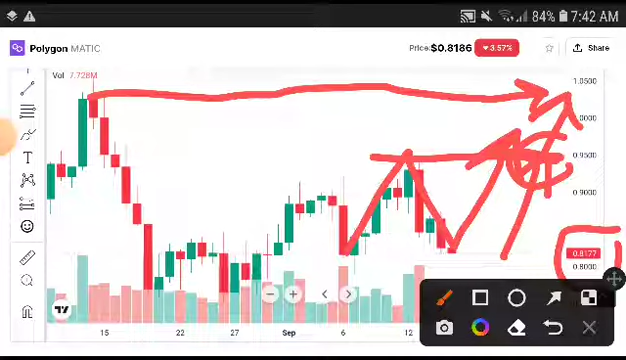 84% 7:42 AM
Polygon MATIC Price: $0.8186 ▼3.57% Share
Vol 7.728M
1.0500
1.0000
0.9500
0.9000
0.8177
0.8000
15 22 27 Sep 6 12